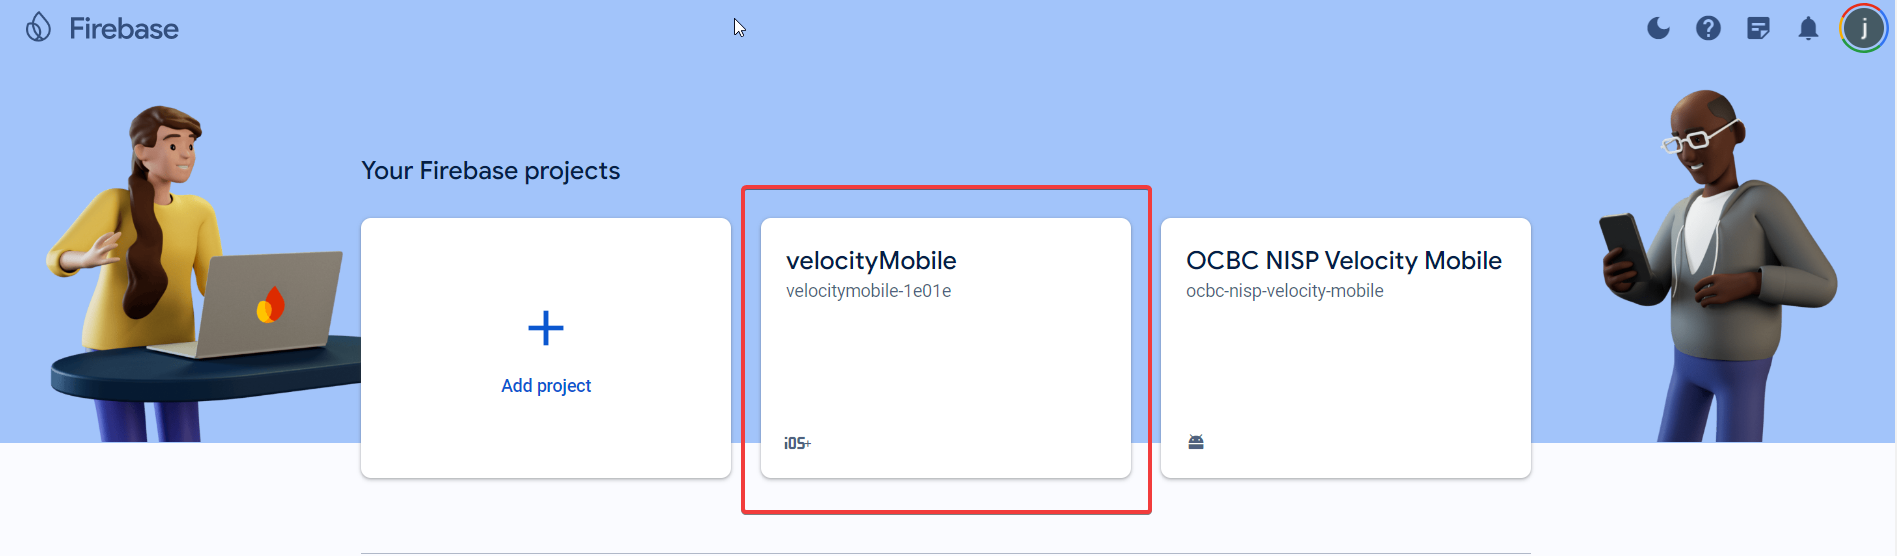 Firebase
j
Your Firebase projects
Add project
velocityMobile
velocitymobile-1e01e
iOS+
OCBC NISP Velocity Mobile
ocbc-nisp-velocity-mobile